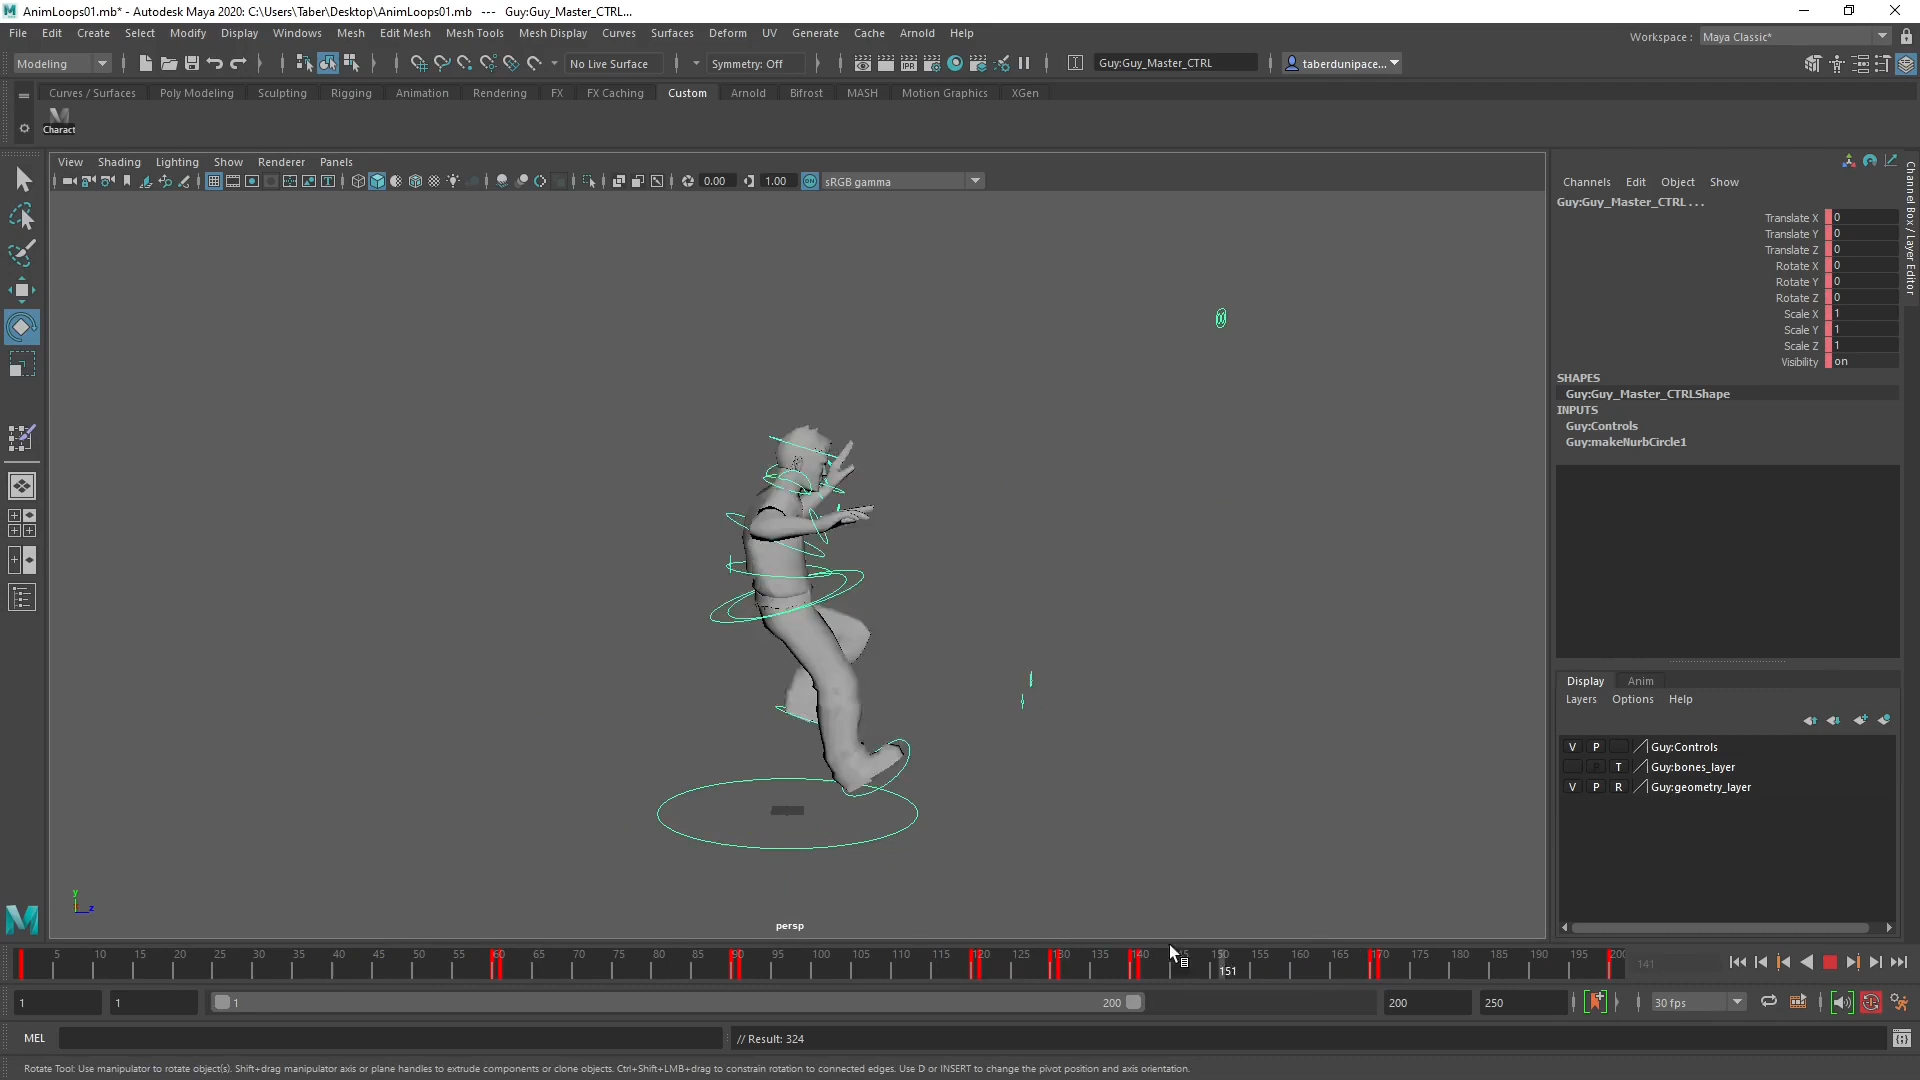 AnimLoops01.mb* - Autodesk Maya 2020: C:\Users\Taber\Desktop\AnimLoops01.mb   ---   Guy:Guy_Master_CTRL...
File Edit Create Select Modify Display Windows Mesh Edit Mesh Mesh Tools Mesh Display Curves Surfaces Deform UV Generate Cache Arnold Help
Workspace : Maya Classic*
Modeling No Live Surface Symmetry: Off IPR Guy:Guy_Master_CTRL taberdunipace...
Curves / Surfaces Poly Modeling Sculpting Rigging Animation Rendering FX FX Caching Custom Arnold Bifrost MASH Motion Graphics XGen
Charact
View Shading Lighting Show Renderer Panels
0.00 1.00 ON sRGB gamma
Channels Edit Object Show
Guy:Guy_Master_CTRL . . .
Translate X 0
Translate Y 0
Translate Z 0
Rotate X 0
Rotate Y 0
Rotate Z 0
Scale X 1
Scale Y 1
Scale Z 1
Visibility on
SHAPES
Guy:Guy_Master_CTRLShape
INPUTS
Guy:Controls
Guy:makeNurbCircle1
Channel Box / Layer Editor
Display Anim
Layers Options Help
V P Guy:Controls
P T Guy:bones_layer
V P R Guy:geometry_layer
y
z
persp
5 10 15 20 25 30 35 40 45 50 55 60 65 70 75 80 85 90 95 100 105 110 115 120 125 130 135 140 150 155 160 165 170 175 180 185 190 195 200
151
141
1 1 1 200 200 250 30 fps
MEL // Result: 324
Rotate Tool: Use manipulator to rotate object(s). Shift+drag manipulator axis or plane handles to extrude components or clone objects. Ctrl+Shift+LMB+drag to constrain rotation to connected edges. Use D or INSERT to change the pivot position and axis orientation.